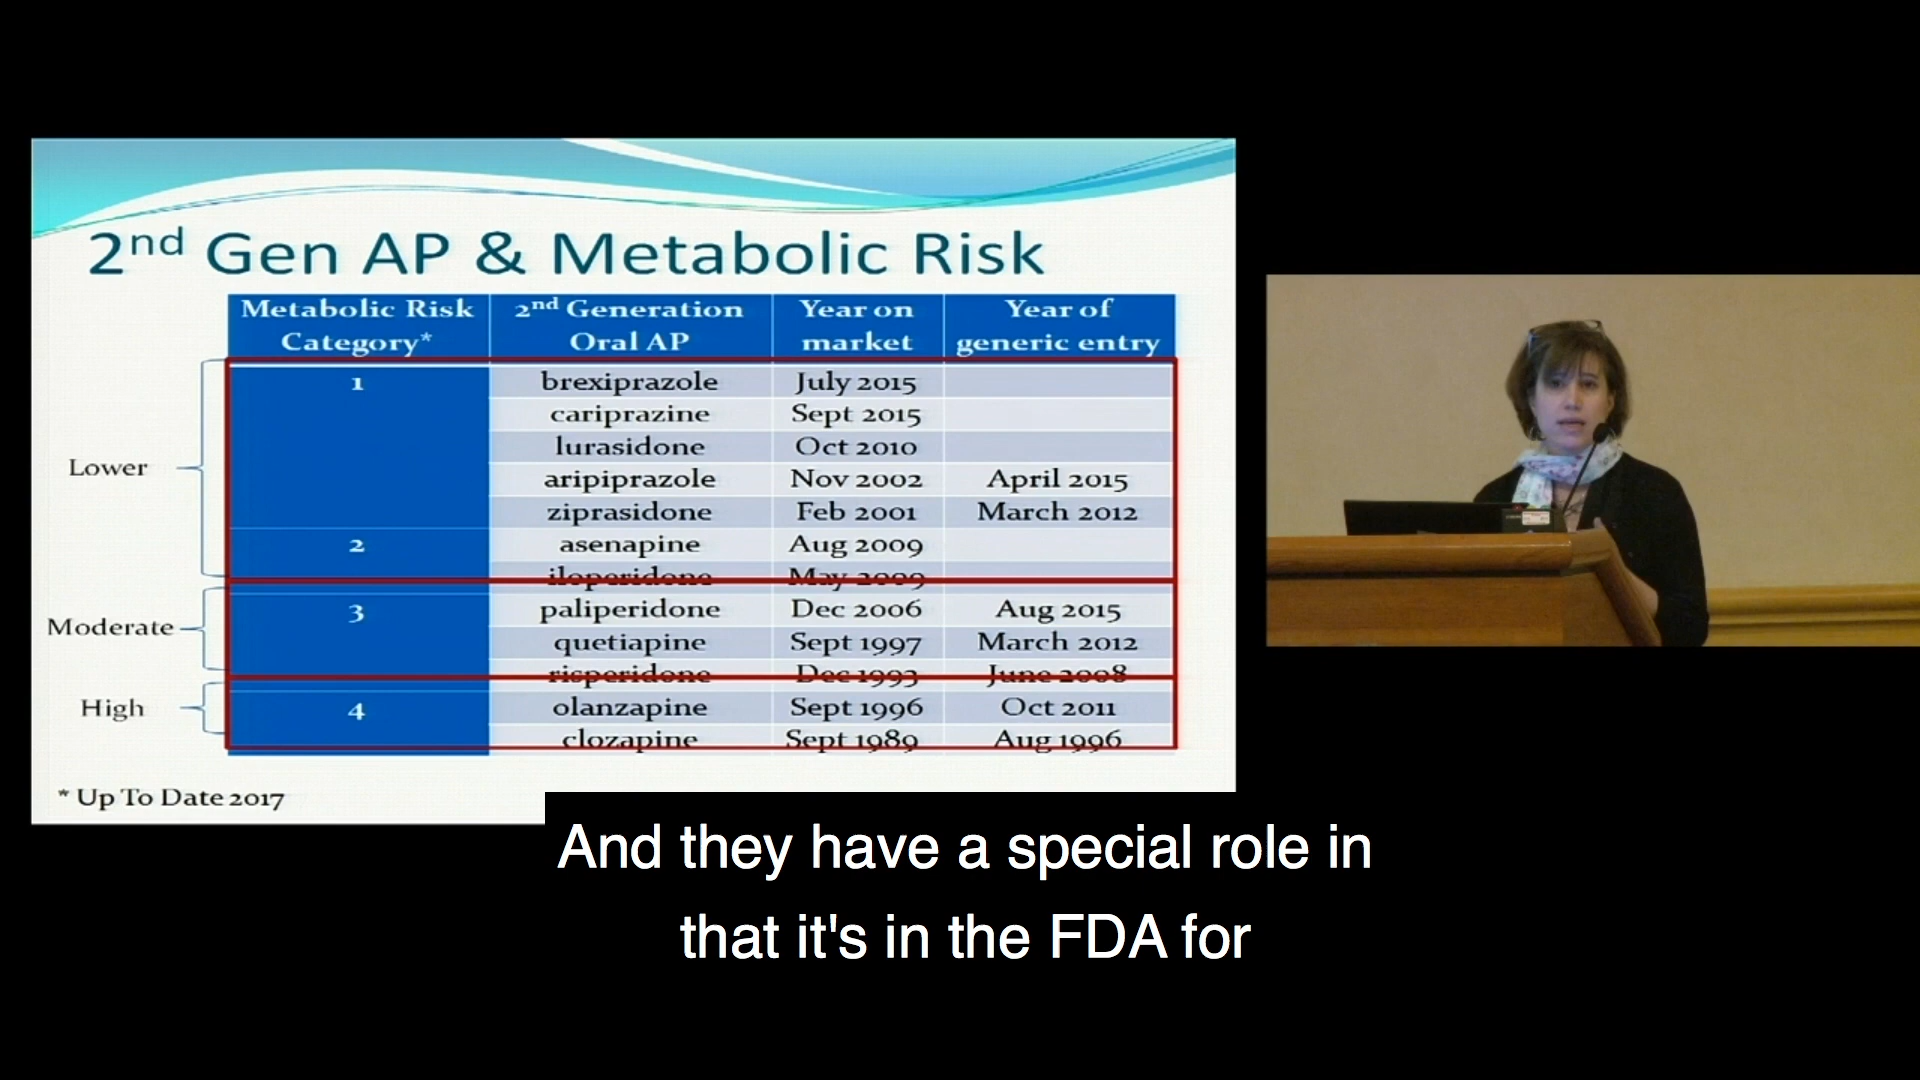 2nd Gen AP & Metabolic Risk
Metabolic Risk Category* 2nd Generation Oral AP Year on market Year of generic entry
Lower
1 brexiprazole July 2015
cariprazine Sept 2015
lurasidone Oct 2010
aripiprazole Nov 2002 April 2015
ziprasidone Feb 2001 March 2012
2 asenapine Aug 2009
iloperidone May 2009
Moderate
3 paliperidone Dec 2006 Aug 2015
quetiapine Sept 1997 March 2012
risperidone Dec 1993 June 2008
High
4 olanzapine Sept 1996 Oct 2011
clozapine Sept 1989 Aug 1996
* Up To Date 2017
And they have a special role in
that it's in the FDA for